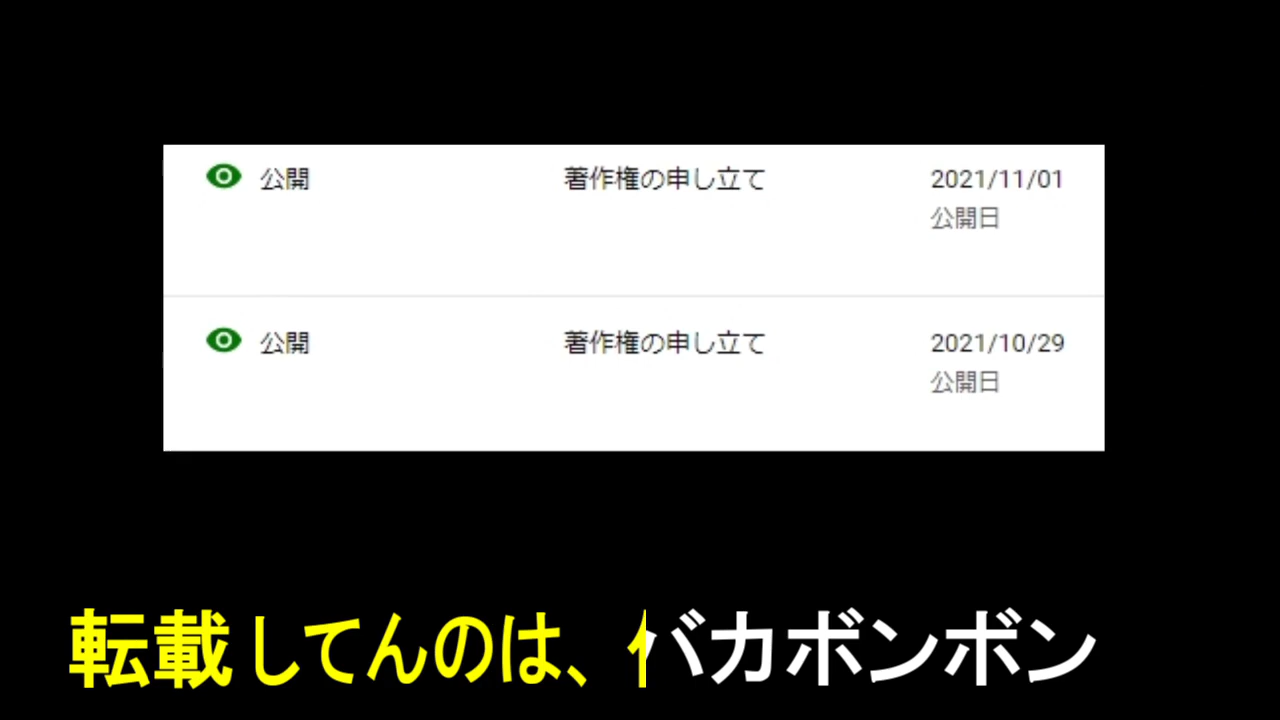 公開 著作権の申し立て 2021/11/01
公開日
公開 著作権の申し立て 2021/10/29
公開日
転載してんのは、バカボンボン